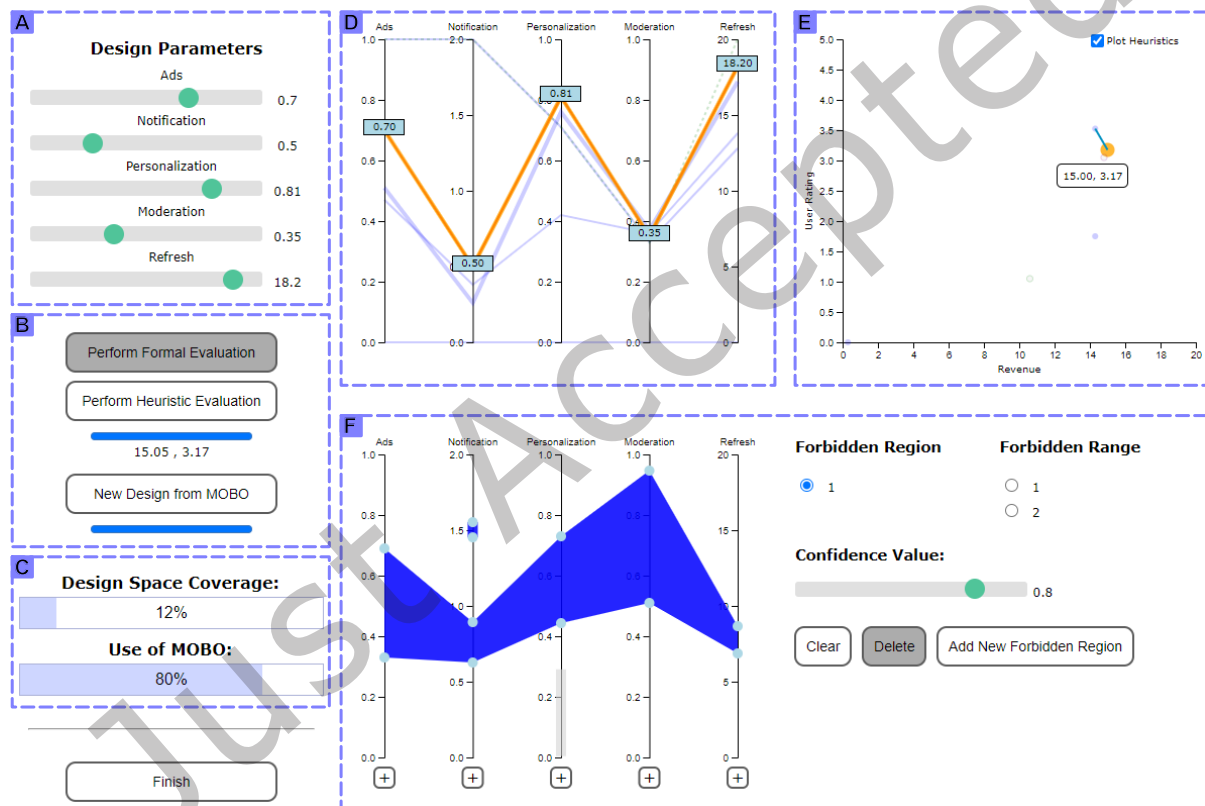 A
Design Parameters
Ads
0.7
Notification
0.5
Personalization
0.81
Moderation
0.35
Refresh
18.2
B
Perform Formal Evaluation
Perform Heuristic Evaluation
15.05 , 3.17
New Design from MOBO
C
Design Space Coverage:
12%
Use of MOBO:
80%
Finish
D
Ads Notification Personalization Moderation Refresh
1.0 2.0 1.0 1.0 20
18.20
0.8 1.5 0.81 0.8 15
0.70
0.6 1.0 0.6 0.6 10
0.4 0.4 0.4
0.35
0.50
0.2 0.5 0.2 0.2 5
0.0 0.0 0.0 0.0 0
E
Plot Heuristics
5.0
4.5
4.0
3.5
3.0
2.5
2.0
1.5
1.0
0.5
0.0
User Rating
15.00, 3.17
0 2 4 6 8 10 12 14 16 18 20
Revenue
F
Ads Notification Personalization Moderation Refresh
1.0 2.0 1.0 1.0 20
0.8 1.5 0.8 0.8 15
0.6 1.0 0.6 0.6 10
0.4 0.4 0.4
0.2 0.5 0.2 0.2 5
0.0 0.0 0.0 0.0 0
+ + + + +
Forbidden Region
1
Forbidden Range
1
2
Confidence Value:
0.8
Clear Delete Add New Forbidden Region
Just Accepted